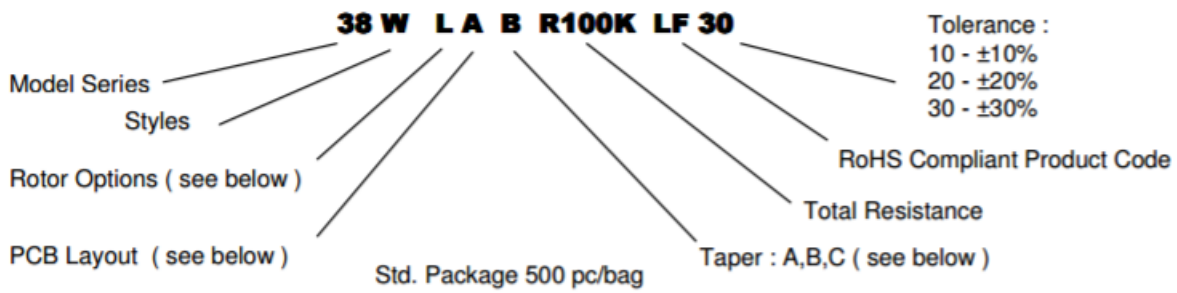 38 W L A B R100K LF 30
Tolerance :
10 - ±10%
20 - ±20%
30 - ±30%
Model Series
Styles
RoHS Compliant Product Code
Rotor Options ( see below )
Total Resistance
PCB Layout ( see below )
Taper : A,B,C ( see below )
Std. Package 500 pc/bag